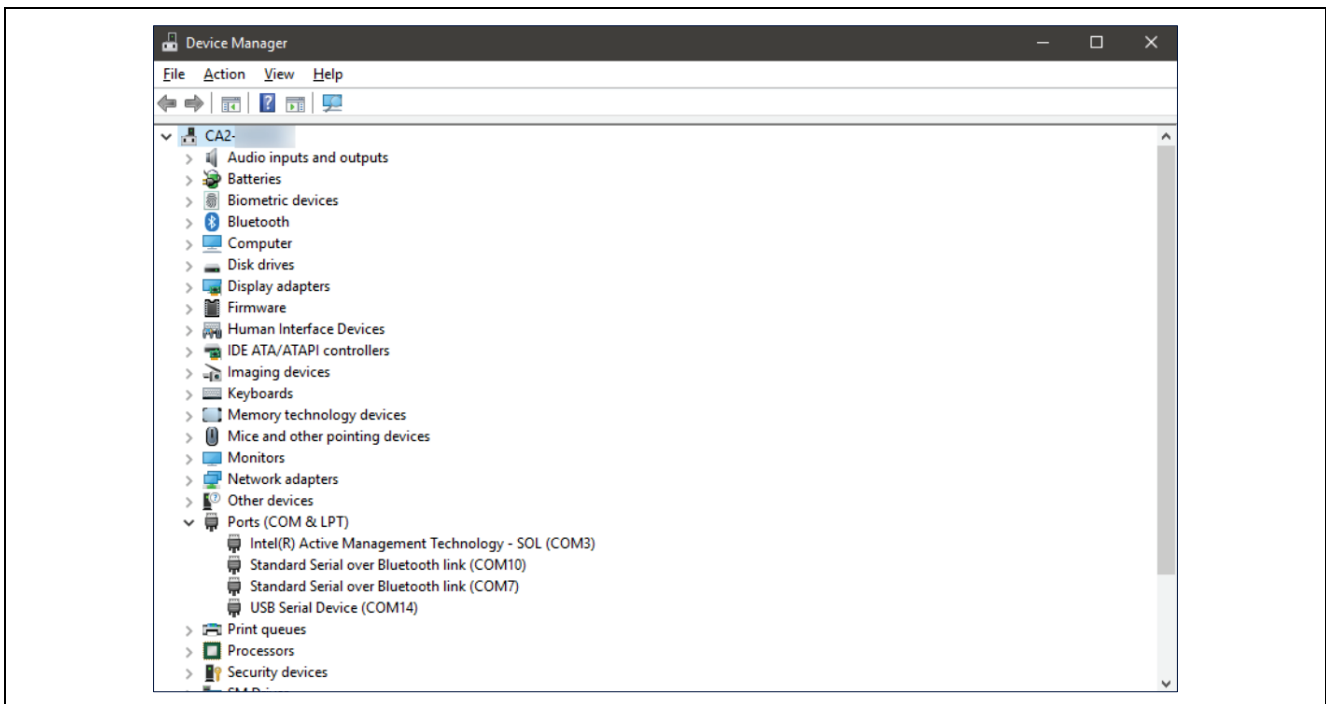 Device Manager
File Action View Help
CA2-
Audio inputs and outputs
Batteries
Biometric devices
Bluetooth
Computer
Disk drives
Display adapters
Firmware
Human Interface Devices
IDE ATA/ATAPI controllers
Imaging devices
Keyboards
Memory technology devices
Mice and other pointing devices
Monitors
Network adapters
Other devices
Ports (COM & LPT)
Intel(R) Active Management Technology - SOL (COM3)
Standard Serial over Bluetooth link (COM10)
Standard Serial over Bluetooth link (COM7)
USB Serial Device (COM14)
Print queues
Processors
Security devices